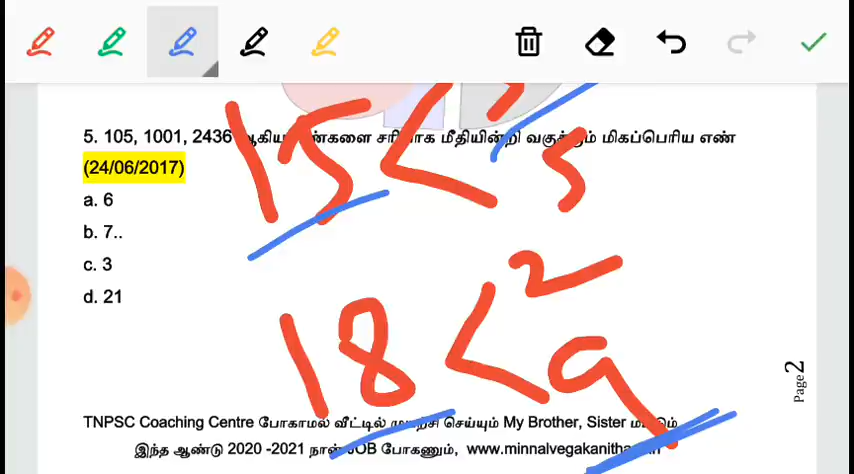 5. 105, 1001, 2436 ஆகிய எண்களை சரியாக மீதியின்றி வகுக்கும் மிகப்பெரிய எண்
(24/06/2017)
15 < 5
a. 6
b. 7..
c. 3
d. 21
18 < 2 9
Page 2
TNPSC Coaching Centre போகாமல் வீட்டில் முயற்சி செய்யும் My Brother, Sister மற்றும்
இந்த ஆண்டு 2020 -2021 நான் JOB போகணும், www.minnalvegakanitham.in